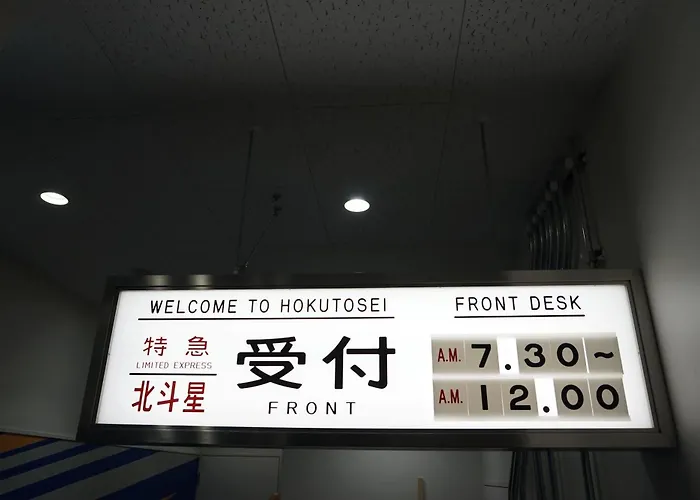 WELCOME TO HOKUTOSEI
特急
LIMITED EXPRESS
北斗星
受付
FRONT
FRONT DESK
A.M. 7.30~
A.M. 12.00